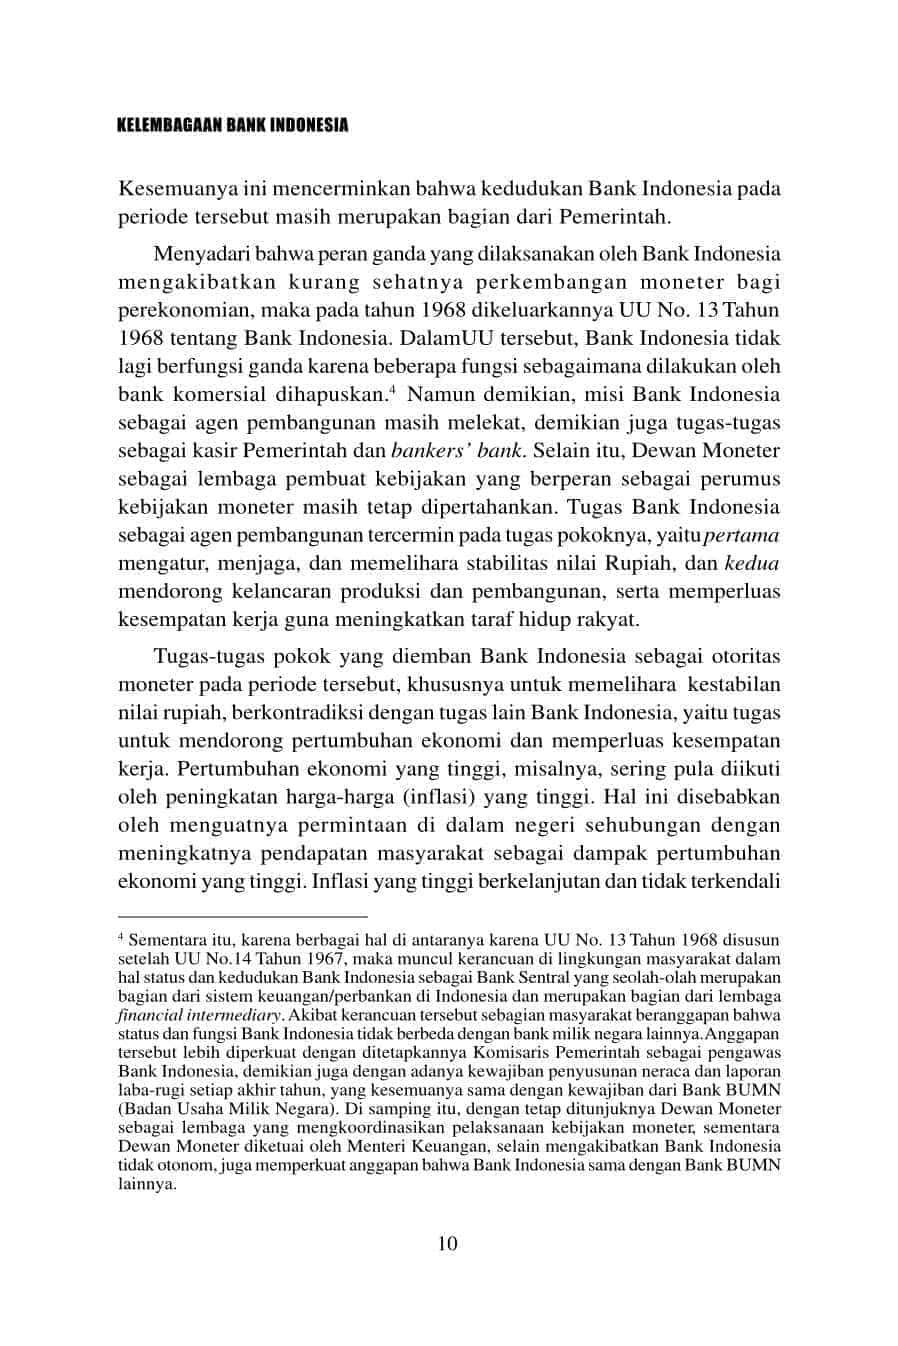 KELEMBAGAAN BANK INDONESIA
Kesemuanya ini mencerminkan bahwa kedudukan Bank Indonesia pada
periode tersebut masih merupakan bagian dari Pemerintah.
Menyadari bahwa peran ganda yang dilaksanakan oleh Bank Indonesia
mengakibatkan kurang sehatnya perkembangan moneter bagi
perekonomian, maka pada tahun 1968 dikeluarkannya UU No. 13 Tahun
1968 tentang Bank Indonesia. DalamUU tersebut, Bank Indonesia tidak
lagi berfungsi ganda karena beberapa fungsi sebagaimana dilakukan oleh
bank komersial dihapuskan.⁴ Namun demikian, misi Bank Indonesia
sebagai agen pembangunan masih melekat, demikian juga tugas-tugas
sebagai kasir Pemerintah dan bankers’ bank. Selain itu, Dewan Moneter
sebagai lembaga pembuat kebijakan yang berperan sebagai perumus
kebijakan moneter masih tetap dipertahankan. Tugas Bank Indonesia
sebagai agen pembangunan tercermin pada tugas pokoknya, yaitu pertama
mengatur, menjaga, dan memelihara stabilitas nilai Rupiah, dan kedua
mendorong kelancaran produksi dan pembangunan, serta memperluas
kesempatan kerja guna meningkatkan taraf hidup rakyat.
Tugas-tugas pokok yang diemban Bank Indonesia sebagai otoritas
moneter pada periode tersebut, khususnya untuk memelihara kestabilan
nilai rupiah, berkontradiksi dengan tugas lain Bank Indonesia, yaitu tugas
untuk mendorong pertumbuhan ekonomi dan memperluas kesempatan
kerja. Pertumbuhan ekonomi yang tinggi, misalnya, sering pula diikuti
oleh peningkatan harga-harga (inflasi) yang tinggi. Hal ini disebabkan
oleh menguatnya permintaan di dalam negeri sehubungan dengan
meningkatnya pendapatan masyarakat sebagai dampak pertumbuhan
ekonomi yang tinggi. Inflasi yang tinggi berkelanjutan dan tidak terkendali
⁴ Sementara itu, karena berbagai hal di antaranya karena UU No. 13 Tahun 1968 disusun
setelah UU No.14 Tahun 1967, maka muncul kerancuan di lingkungan masyarakat dalam
hal status dan kedudukan Bank Indonesia sebagai Bank Sentral yang seolah-olah merupakan
bagian dari sistem keuangan/perbankan di Indonesia dan merupakan bagian dari lembaga
financial intermediary. Akibat kerancuan tersebut sebagian masyarakat beranggapan bahwa
status dan fungsi Bank Indonesia tidak berbeda dengan bank milik negara lainnya.Anggapan
tersebut lebih diperkuat dengan ditetapkannya Komisaris Pemerintah sebagai pengawas
Bank Indonesia, demikian juga dengan adanya kewajiban penyusunan neraca dan laporan
laba-rugi setiap akhir tahun, yang kesemuanya sama dengan kewajiban dari Bank BUMN
(Badan Usaha Milik Negara). Di samping itu, dengan tetap ditunjuknya Dewan Moneter
sebagai lembaga yang mengkoordinasikan pelaksanaan kebijakan moneter, sementara
Dewan Moneter diketuai oleh Menteri Keuangan, selain mengakibatkan Bank Indonesia
tidak otonom, juga memperkuat anggapan bahwa Bank Indonesia sama dengan Bank BUMN
lainnya.
10